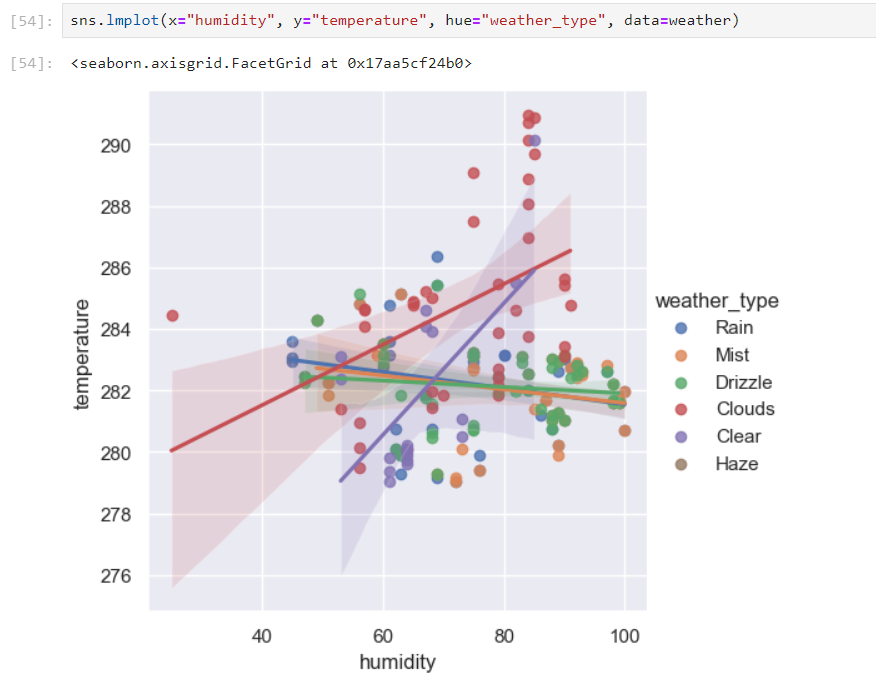 [54]: sns.lmplot(x="humidity", y="temperature", hue="weather_type", data=weather)
[54]: <seaborn.axisgrid.FacetGrid at 0x17aa5cf24b0>
290
288
286
284
282
280
278
276
temperature
40 60 80 100
humidity
weather_type
Rain
Mist
Drizzle
Clouds
Clear
Haze